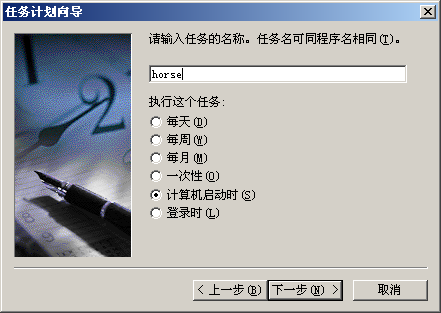 任务计划向导
请输入任务的名称。任务名可同程序名相同(T)。
horse
执行这个任务:
每天(D)
每周(W)
每月(M)
一次性(O)
计算机启动时(S)
登录时(L)
< 上一步(B) 下一步(N) > 取消